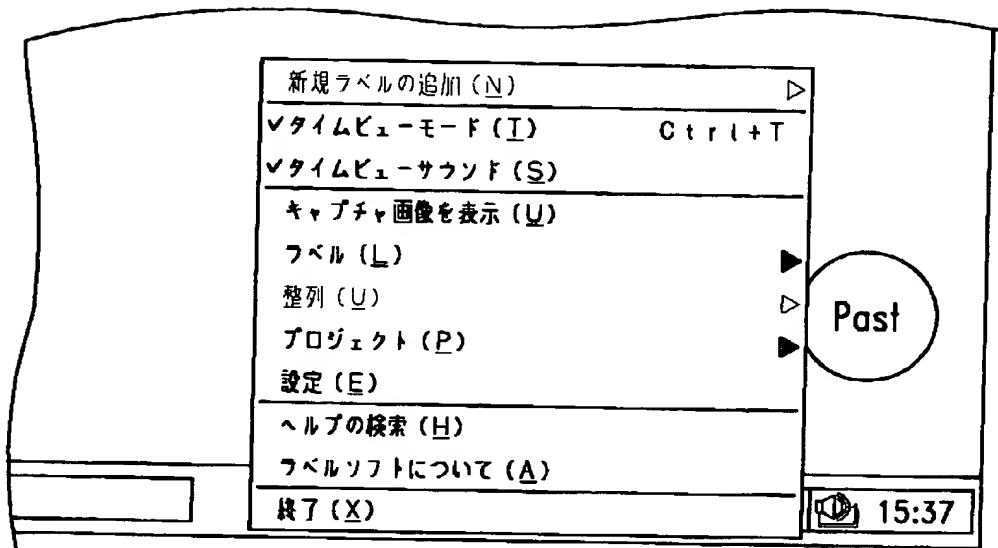 新規ラベルの追加(N)
✓タイムビューモード(T) Ctrl+T
✓タイムビューサウンド(S)
キャプチャ画像を表示(U)
ラベル(L)
整列(U)
プロジェクト(P)
設定(E)
ヘルプの検索(H)
ラベルソフトについて(A)
終了(X)
Past
15:37